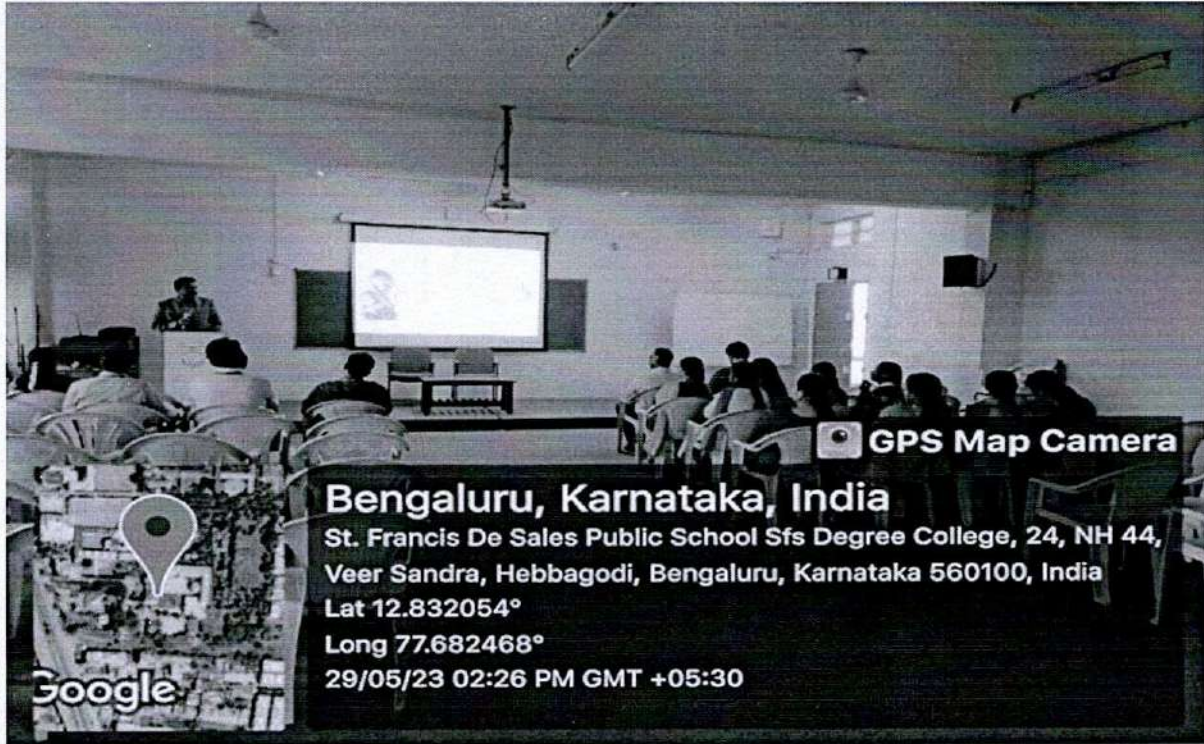 GPS Map Camera
Bengaluru, Karnataka, India
St. Francis De Sales Public School Sfs Degree College, 24, NH 44,
Veer Sandra, Hebbagodi, Bengaluru, Karnataka 560100, India
Lat 12.832054°
Long 77.682468°
29/05/23 02:26 PM GMT +05:30
Google